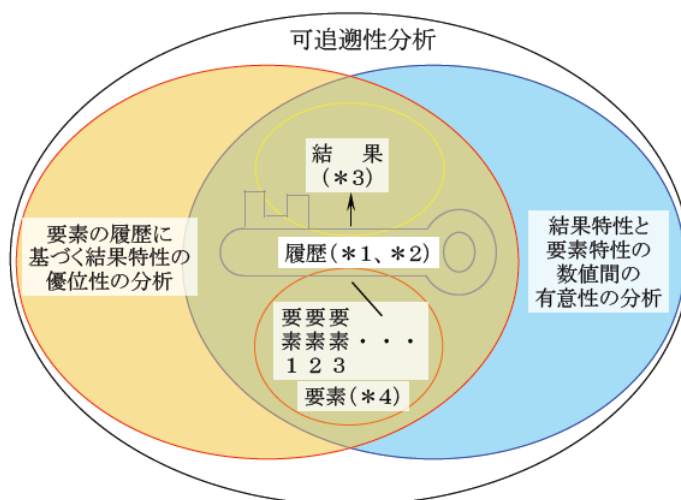 可追遡性分析
結　果
(＊3)
要素の履歴に
基づく結果特性の
優位性の分析
履歴(＊1、＊2)
結果特性と
要素特性の
数値間の
有意性の分析
要要要
素素素・・・
1 2 3
要素(＊4)